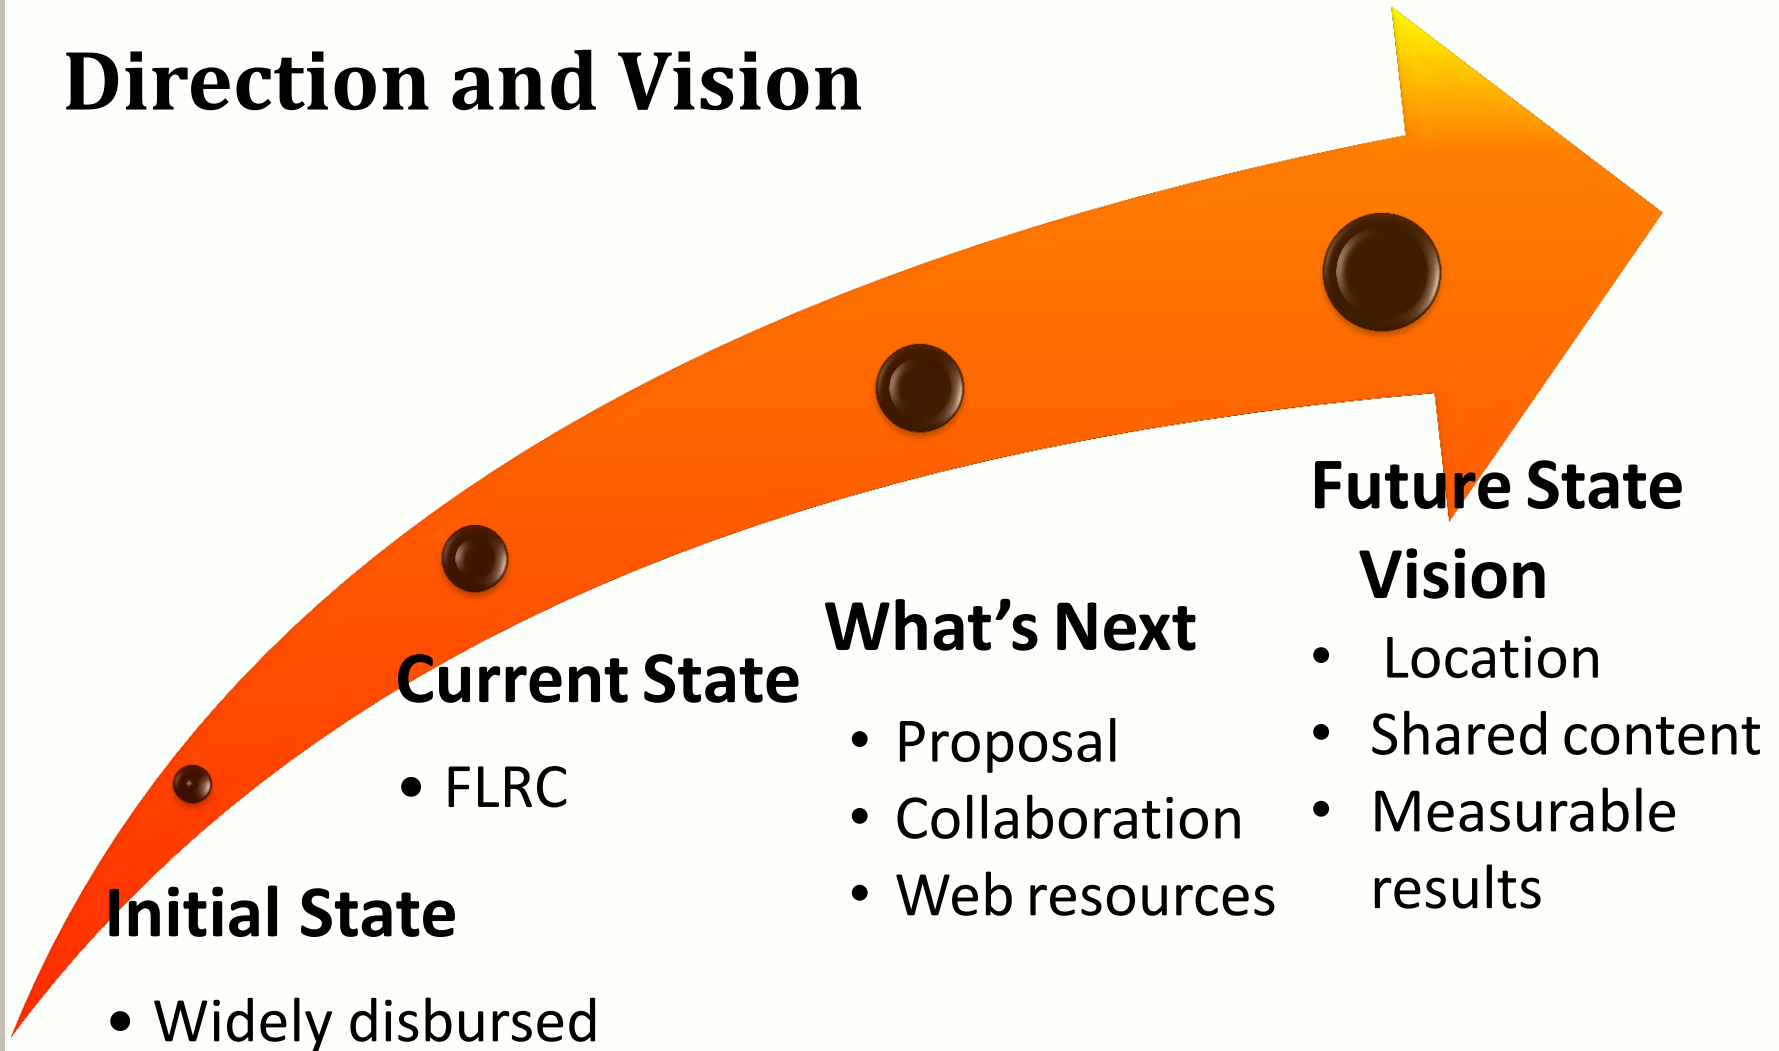 Direction and Vision
Initial State
• Widely disbursed
Current State
• FLRC
What’s Next
• Proposal
• Collaboration
• Web resources
Future State
Vision
• Location
• Shared content
• Measurable
results